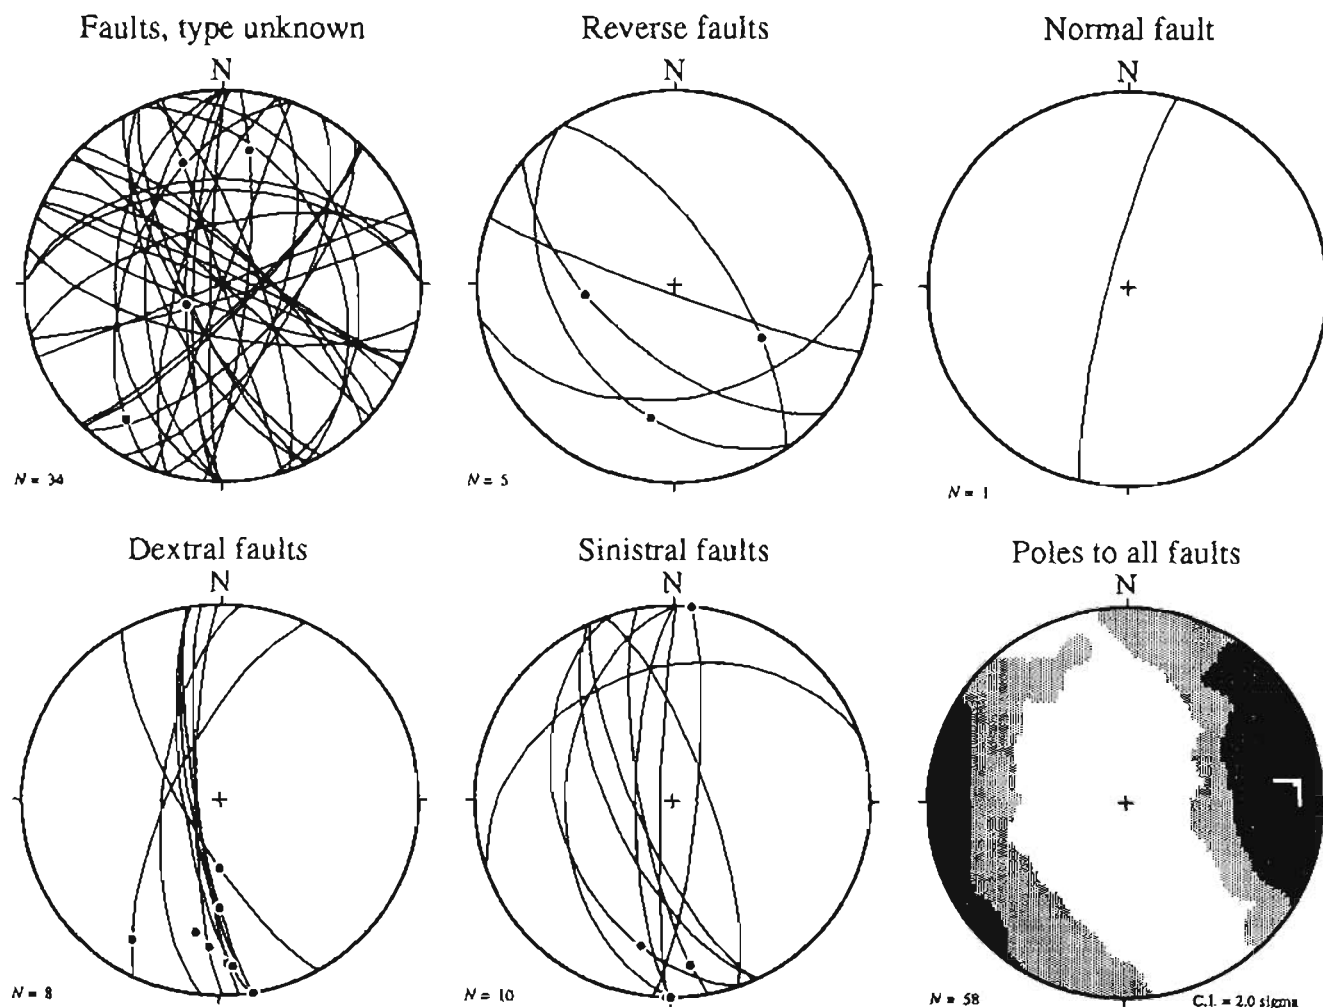 Faults, type unknown
Reverse faults
Normal fault
N
N
N
N = 34
N = 5
N = 1
Dextral faults
Sinistral faults
Poles to all faults
N
N
N
N = 8
N = 10
N = 58
C.I. = 2.0 sigma